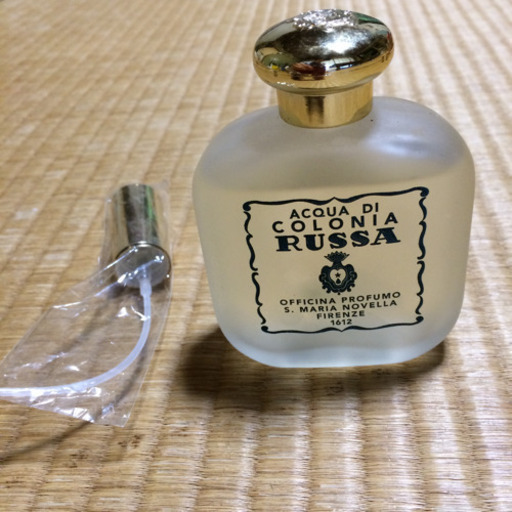 ACQUA DI
COLONIA
RUSSA
OFFICINA PROFUMO
S. MARIA NOVELLA
FIRENZE
1612